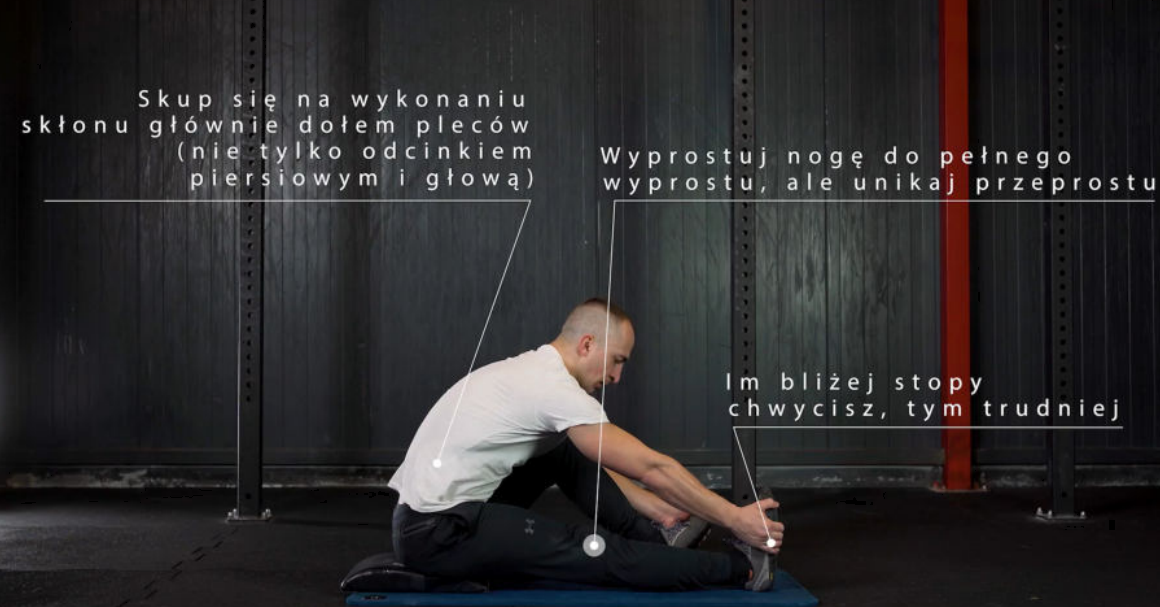 Skup się na wykonaniu
skłonu głównie dołem pleców
(nie tylko odcinkiem
piersiowym i głową)
Wyprostuj nogę do pełnego
wyprostu, ale unikaj przeprostu
Im bliżej stopy
chwycisz, tym trudniej